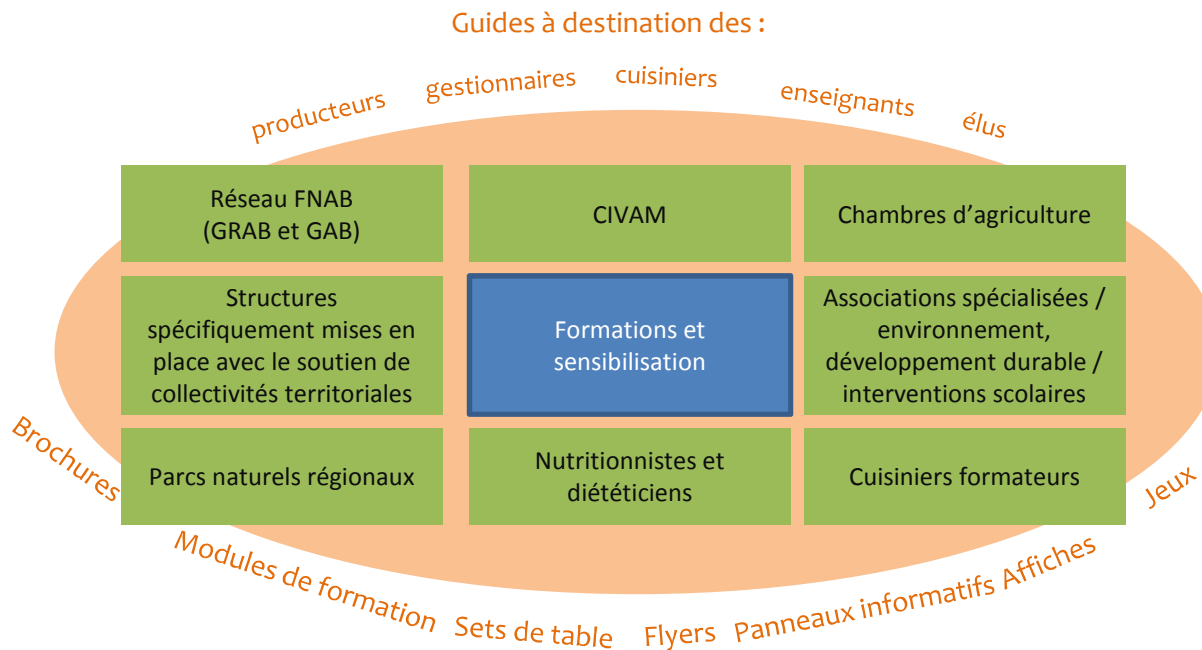 Guides à destination des :
producteurs gestionnaires cuisiniers enseignants élus
Réseau FNAB
(GRAB et GAB)
CIVAM
Chambres d'agriculture
Structures
spécifiquement mises en
place avec le soutien de
collectivités territoriales
Formations et
sensibilisation
Associations spécialisées /
environnement,
développement durable /
interventions scolaires
Parcs naturels régionaux
Nutritionnistes et
diététiciens
Cuisiniers formateurs
Brochures
Modules de formation
Sets de table
Flyers
Panneaux informatifs
Affiches
Jeux